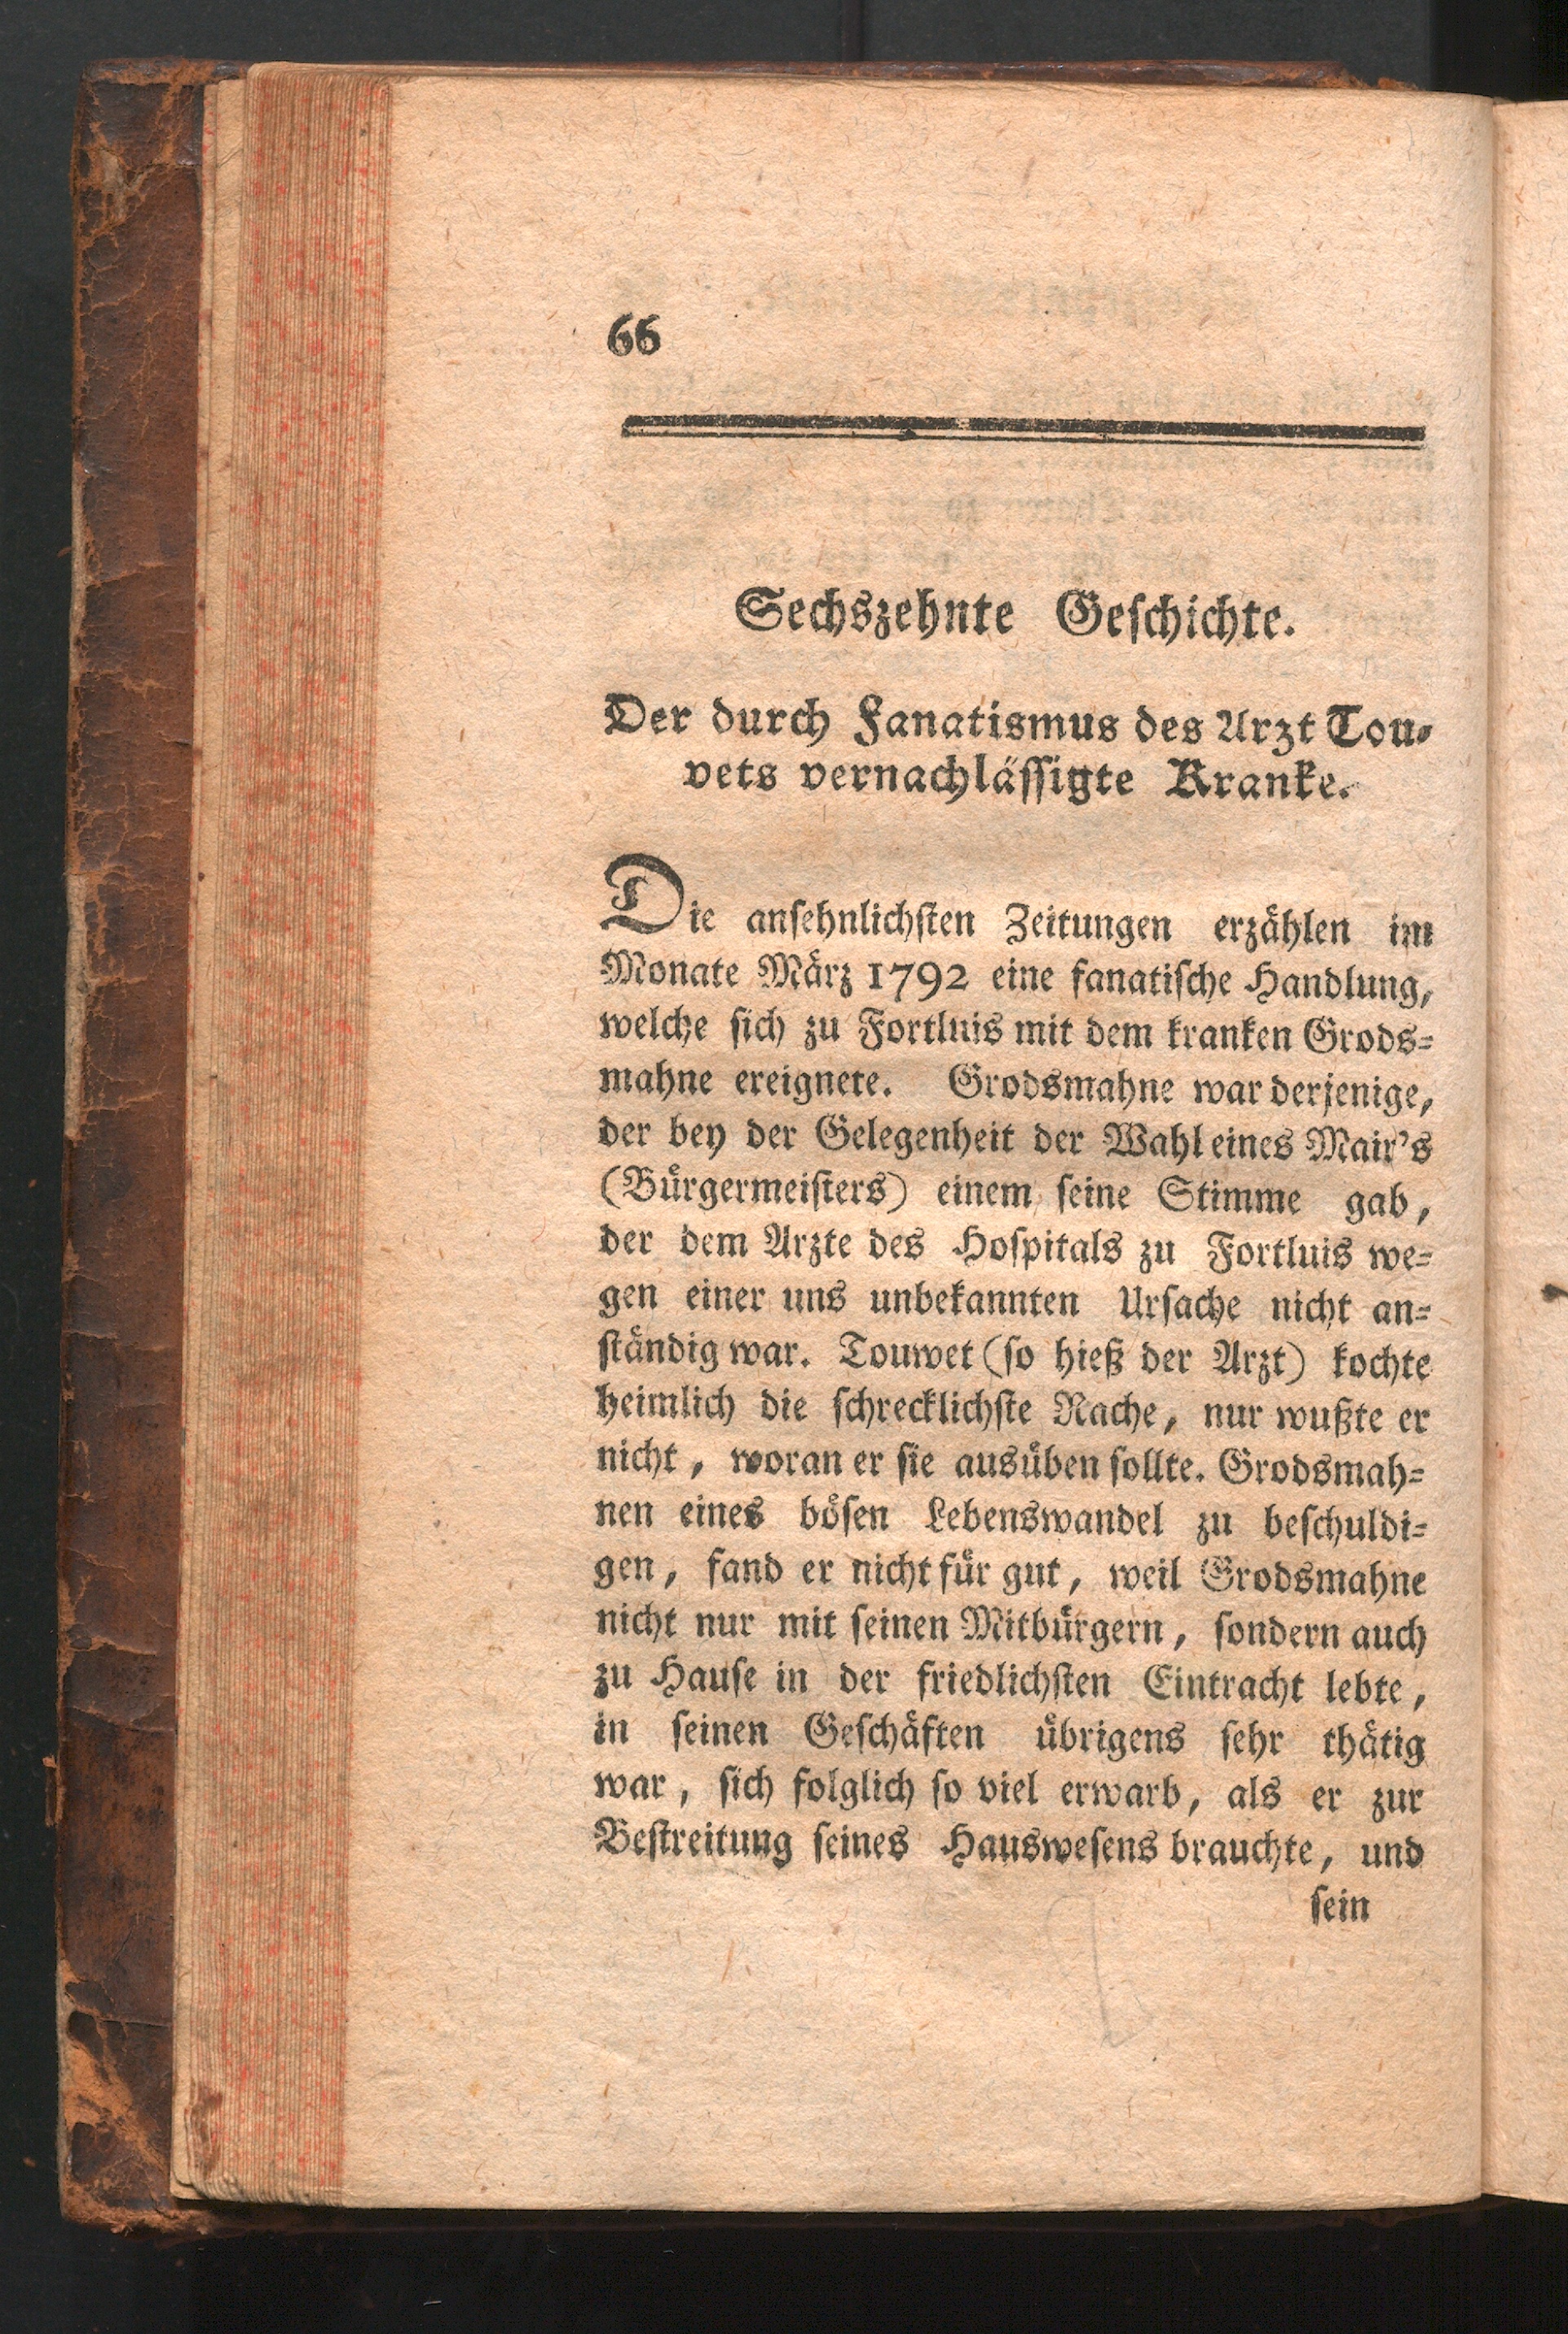 66
Sechszehnte Geschichte.
Der durch Fanatismus des Arzt Tou-
vets vernachlässigte Kranke.
Die ansehnlichsten Zeitungen erzählen im
Monate März 1792 eine fanatische Handlung,
welche sich zu Fortluis mit dem kranken Grods-
mahne ereignete. Grodsmahne war derjenige,
der bey der Gelegenheit der Wahl eines Mair's
(Bürgermeisters) einem seine Stimme gab,
der dem Arzte des Hospitals zu Fortluis we-
gen einer uns unbekannten Ursache nicht an-
ständig war. Touwet (so hieß der Arzt) kochte
heimlich die schrecklichste Rache, nur wußte er
nicht, woran er sie ausüben sollte. Grodsmah-
nen eines bösen Lebenswandel zu beschuldi-
gen, fand er nicht für gut, weil Grodsmahne
nicht nur mit seinen Mitbürgern, sondern auch
zu Hause in der friedlichsten Eintracht lebte,
in seinen Geschäften übrigens sehr thätig
war, sich folglich so viel erwarb, als er zur
Bestreitung seines Hauswesens brauchte, und
sein